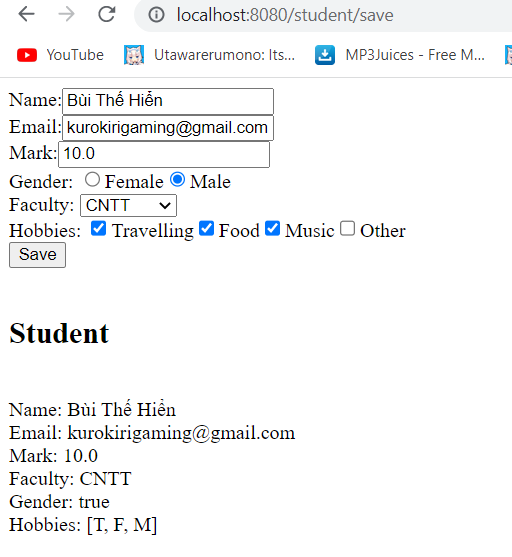 localhost:8080/student/save
YouTube Utawarerumono: Its... MP3Juices - Free M...
Name: Bùi Thế Hiển
Email: kurokirigaming@gmail.com
Mark: 10.0
Gender: Female Male
Faculty: CNTT
Hobbies: Travelling Food Music Other
Save
Student
Name: Bùi Thế Hiển
Email: kurokirigaming@gmail.com
Mark: 10.0
Faculty: CNTT
Gender: true
Hobbies: [T, F, M]